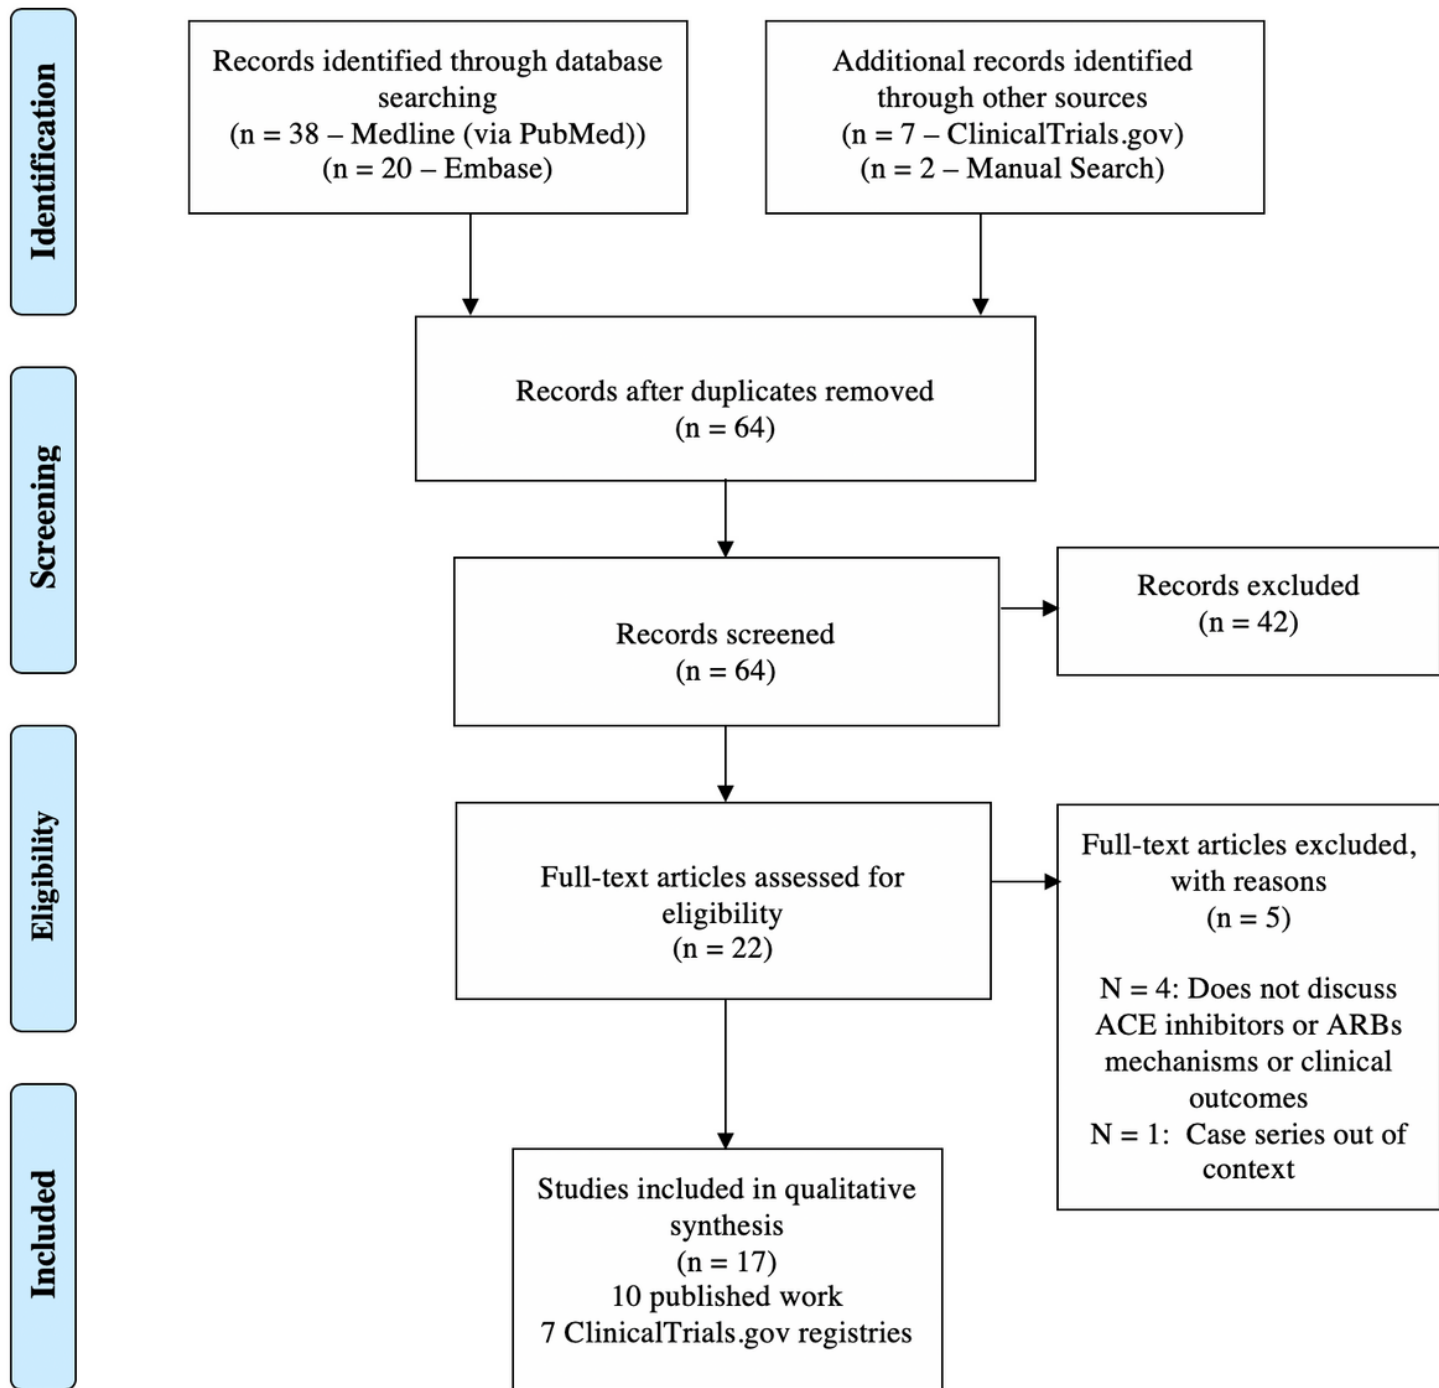 Identification
Records identified through database
searching
(n = 38 – Medline (via PubMed))
(n = 20 – Embase)
Additional records identified
through other sources
(n = 7 – ClinicalTrials.gov)
(n = 2 – Manual Search)
Screening
Records after duplicates removed
(n = 64)
Records screened
(n = 64)
Records excluded
(n = 42)
Eligibility
Full-text articles assessed for
eligibility
(n = 22)
Full-text articles excluded,
with reasons
(n = 5)
N = 4: Does not discuss
ACE inhibitors or ARBs
mechanisms or clinical
outcomes
N = 1:  Case series out of
context
Included
Studies included in qualitative
synthesis
(n = 17)
10 published work
7 ClinicalTrials.gov registries